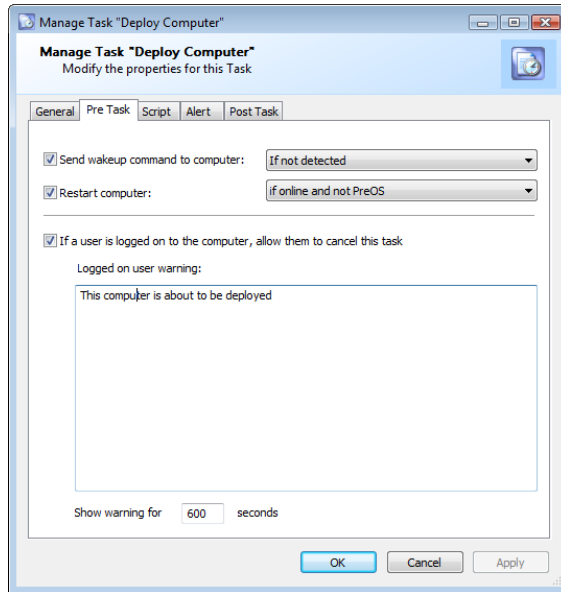 Manage Task "Deploy Computer"
Manage Task "Deploy Computer"
Modify the properties for this Task
General Pre Task Script Alert Post Task
Send wakeup command to computer: If not detected
Restart computer: if online and not PreOS
If a user is logged on to the computer, allow them to cancel this task
Logged on user warning:
This computer is about to be deployed
Show warning for 600 seconds
OK Cancel Apply